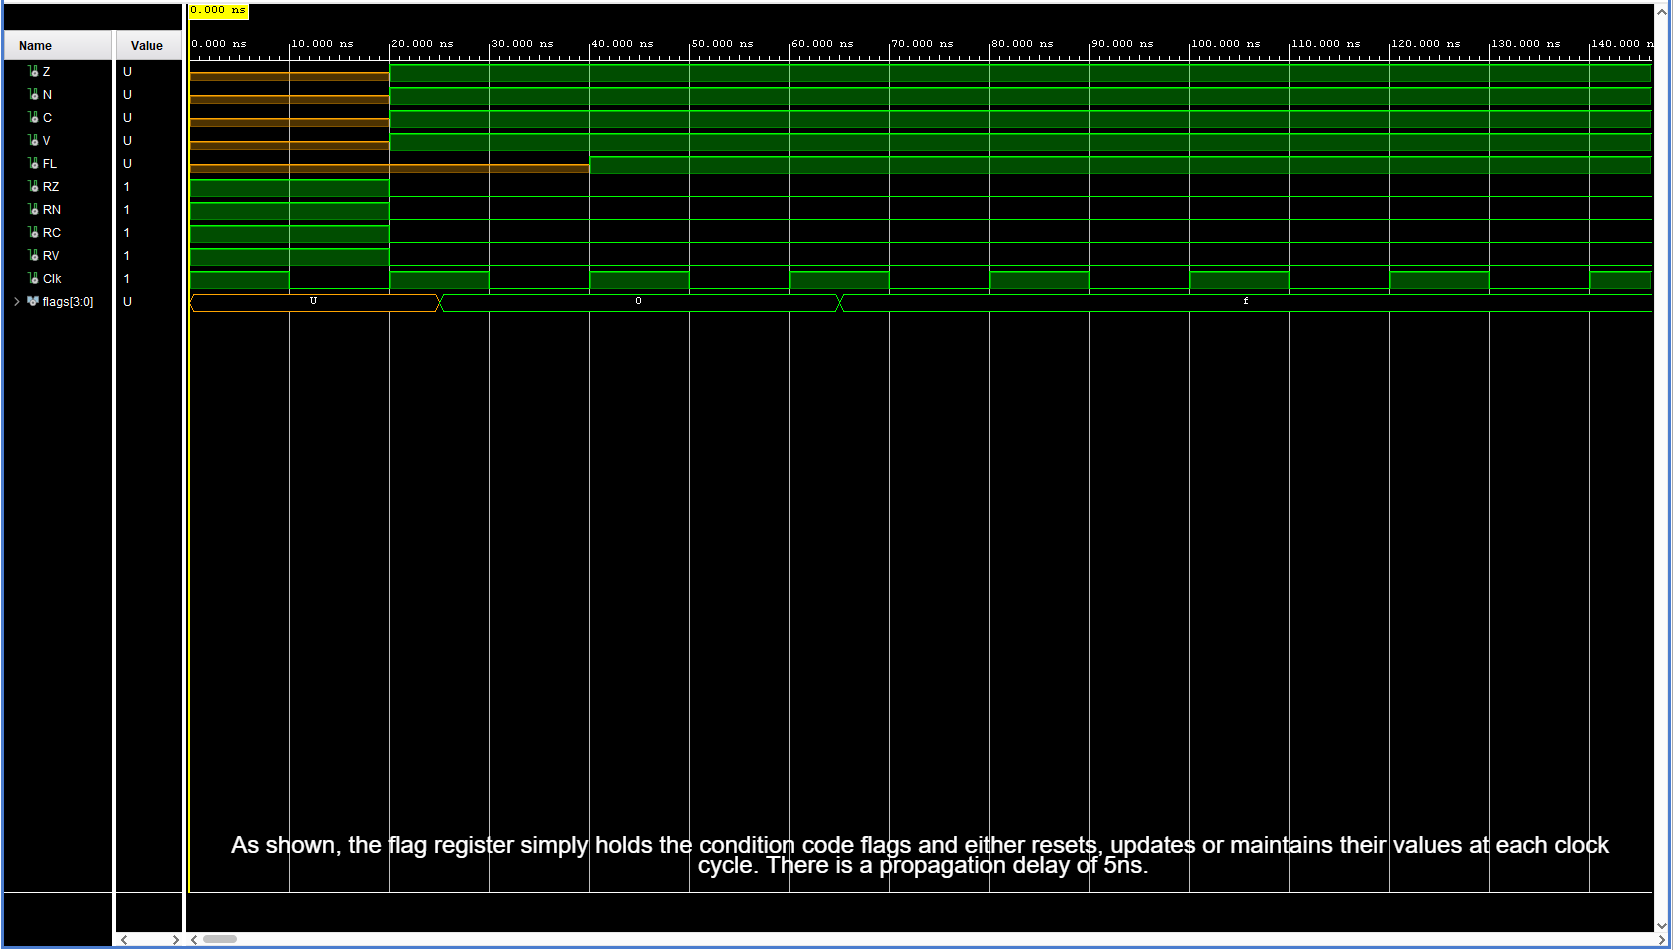 0.000 ns
Name Value 0.000 ns 10.000 ns 20.000 ns 30.000 ns 40.000 ns 50.000 ns 60.000 ns 70.000 ns 80.000 ns 90.000 ns 100.000 ns 110.000 ns 120.000 ns 130.000 ns 140.000 n
Z U
N U
C U
V U
FL U
RZ 1
RN 1
RC 1
RV 1
Clk 1
flags[3:0] U U 0 f
As shown, the flag register simply holds the condition code flags and either resets, updates or maintains their values at each clock
cycle. There is a propagation delay of 5ns.